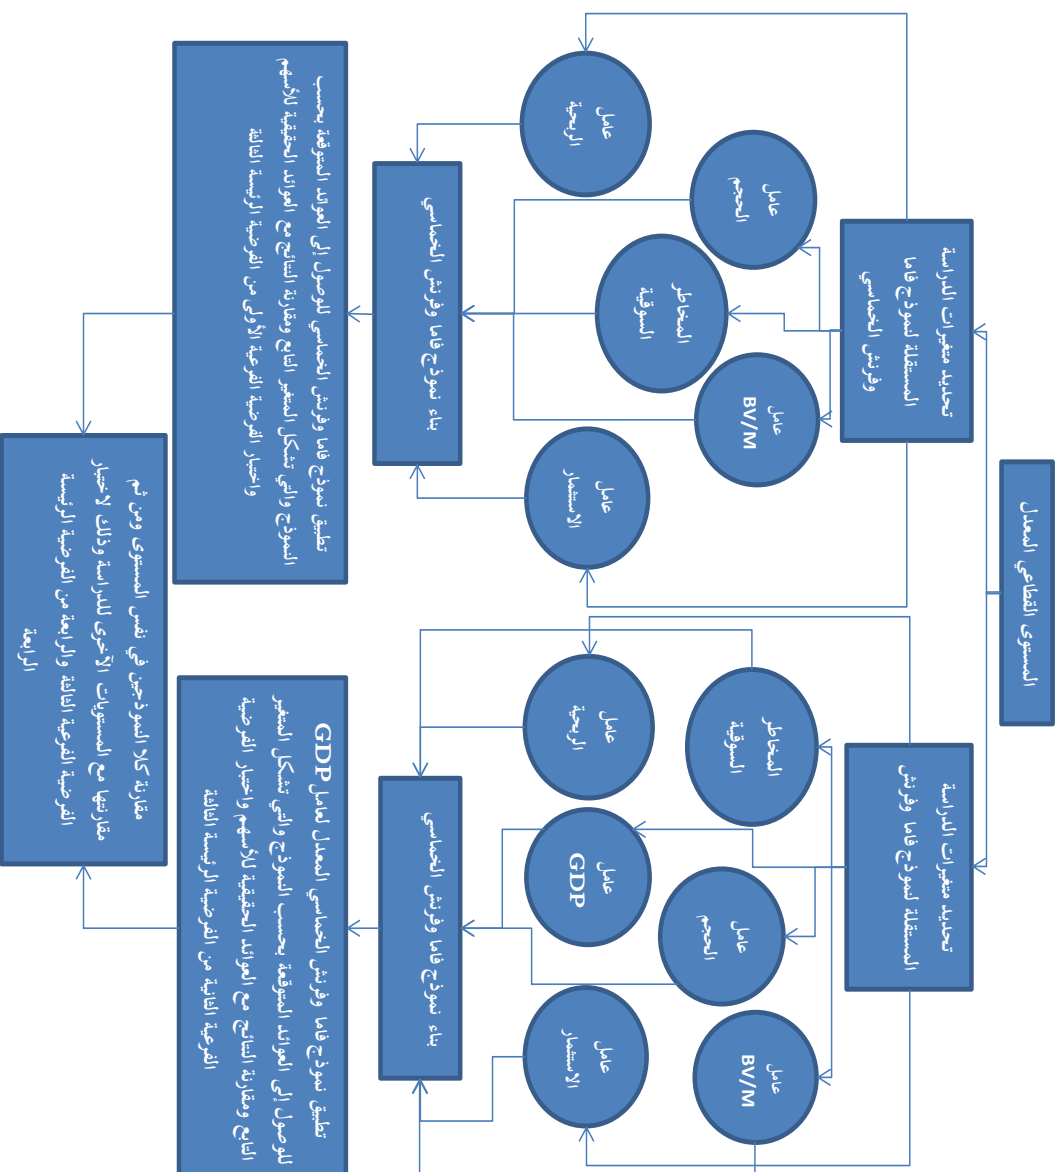 المستوى القطاعي المعدل
تحديد متغيرات الدراسة
المستقلة لنموذج فاما
وفرنش الخماسي
عامل
الربحية
عامل
الحجم
المخاطر
السوقية
عامل
BV/M
عامل
الاستثمار
بناء نموذج فاما وفرنش الخماسي
تطبيق نموذج فاما وفرنش الخماسي للوصول إلى العوائد المتوقعة بحسب
النموذج والتي تشكل المتغير التابع ومقارنة النتائج مع العوائد الحقيقية للأسهم
واختبار الفرضية الفرعية الأولى من الفرضية الرئيسة الثالثة
تحديد متغيرات الدراسة
المستقلة لنموذج فاما وفرنش
المخاطر
السوقية
عامل
الربحية
عامل
GDP
عامل
الحجم
عامل
BV/M
عامل
الاستثمار
بناء نموذج فاما وفرنش الخماسي
تطبيق نموذج فاما وفرنش الخماسي المعدل لعامل GDP
للوصول إلى العوائد المتوقعة بحسب النموذج والتي تشكل المتغير
التابع ومقارنة النتائج مع العوائد الحقيقية للأسهم واختبار الفرضية
الفرعية الثانية من الفرضية الرئيسة الثالثة
مقارنة كلا النموذجين في نفس المستوى ومن ثم
مقارنتها مع المستويات الآخرى للدراسة وذلك لاختبار
الفرضية الفرعية الثالثة والرابعة من الفرضية الرئيسة
الرابعة